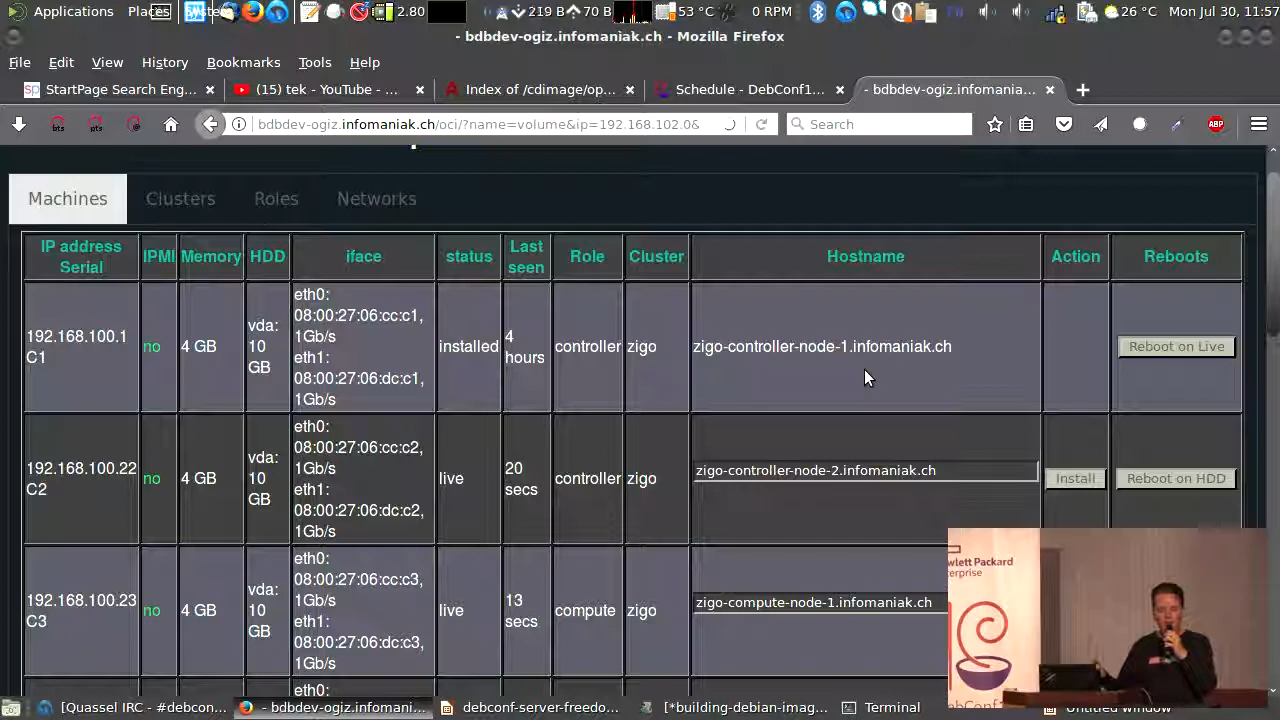 Applications Places 2.80 219 B 70 B 53 °C 0 RPM 26 °C Mon Jul 30, 11:57
- bdbdev-ogiz.infomaniak.ch - Mozilla Firefox
File Edit View History Bookmarks Tools Help
sp StartPage Search Eng... (15) tek - YouTube - ... Index of /cdimage/op... Schedule - DebConf1... - bdbdev-ogiz.infomania...
bts pts bdbdev-ogiz.infomaniak.ch/oci/?name=volume&ip=192.168.102.0& Search ABP
Machines Clusters Roles Networks
IP address Serial IPMI Memory HDD iface status Last seen Role Cluster Hostname Action Reboots
192.168.100.1 C1 no 4 GB vda: 10 GB eth0: 08:00:27:06:cc:c1, 1Gb/s eth1: 08:00:27:06:dc:c1, 1Gb/s installed 4 hours controller zigo zigo-controller-node-1.infomaniak.ch Reboot on Live
192.168.100.22 C2 no 4 GB vda: 10 GB eth0: 08:00:27:06:cc:c2, 1Gb/s eth1: 08:00:27:06:dc:c2, 1Gb/s live 20 secs controller zigo zigo-controller-node-2.infomaniak.ch Install Reboot on HDD
192.168.100.23 C3 no 4 GB vda: 10 GB eth0: 08:00:27:06:cc:c3, 1Gb/s eth1: 08:00:27:06:dc:c3, 1Gb/s live 13 secs compute zigo zigo-compute-node-1.infomaniak.ch
eth0:
wlett Packard
terprise
ebConf1
[Quassel IRC - #debcon... - bdbdev-ogiz.infomani... debconf-server-freedo... [*building-debian-imag... Terminal Untitled window